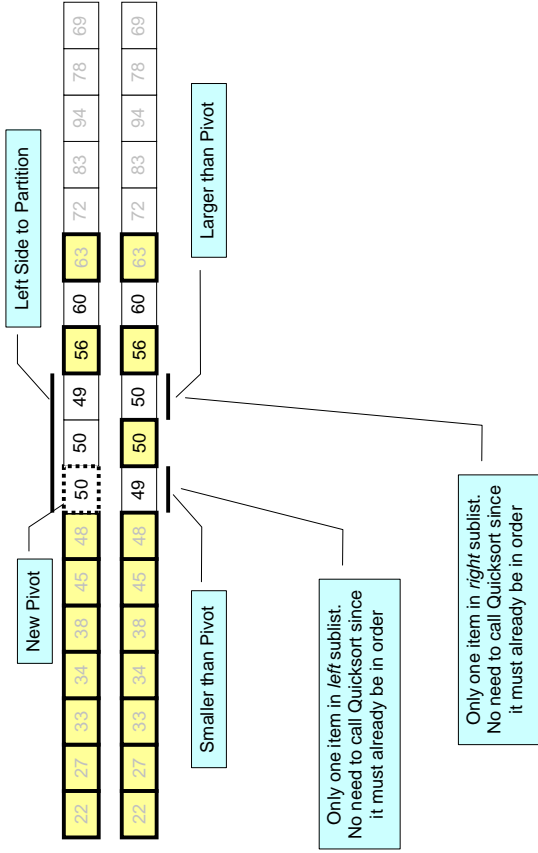 Left Side to Partition
New Pivot
22 27 33 34 38 45 48 50 50 49 56 60 63 72 83 94 78 69
22 27 33 34 38 45 48 49 50 50 56 60 63 72 83 94 78 69
Smaller than Pivot
Larger than Pivot
Only one item in left sublist.
No need to call Quicksort since
it must already be in order
Only one item in right sublist.
No need to call Quicksort since
it must already be in order